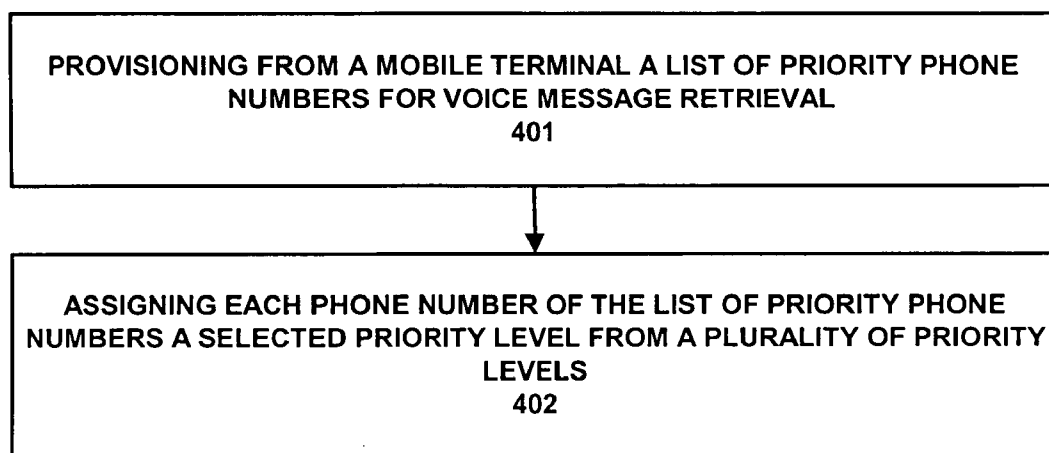 PROVISIONING FROM A MOBILE TERMINAL A LIST OF PRIORITY PHONE
NUMBERS FOR VOICE MESSAGE RETRIEVAL
401
ASSIGNING EACH PHONE NUMBER OF THE LIST OF PRIORITY PHONE
NUMBERS A SELECTED PRIORITY LEVEL FROM A PLURALITY OF PRIORITY
LEVELS
402